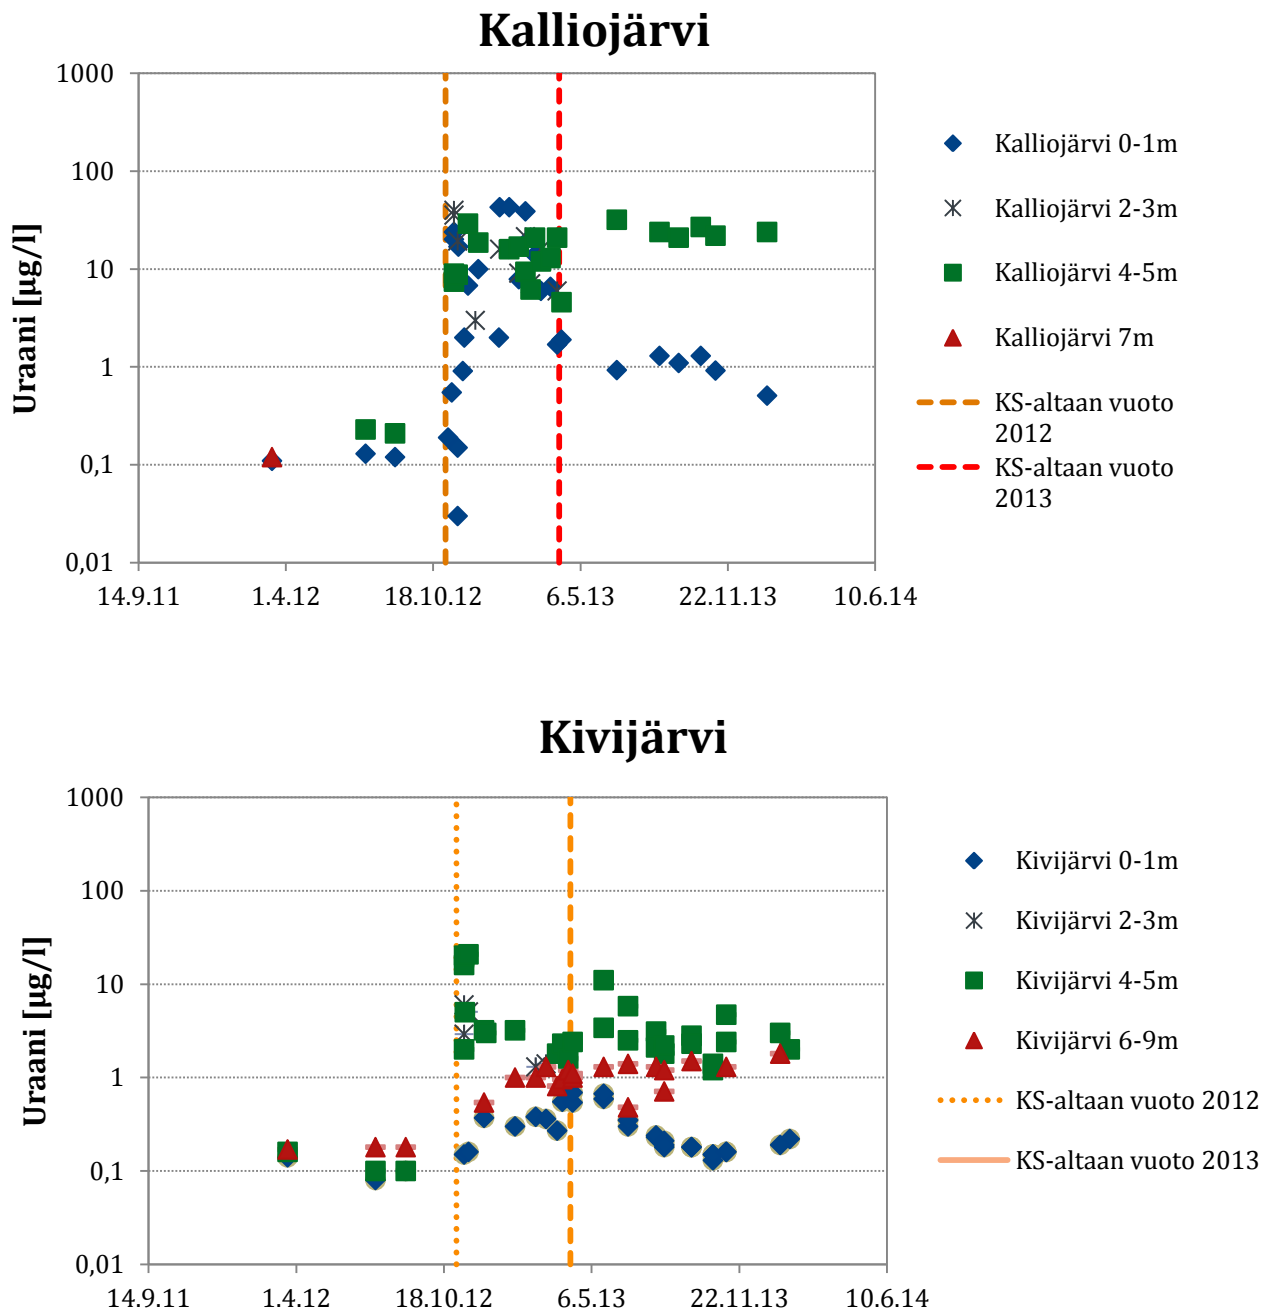 Kalliojärvi
Uraani [µg/l]
1000
100
10
1
0,1
0,01
14.9.11 1.4.12 18.10.12 6.5.13 22.11.13 10.6.14
Kalliojärvi 0-1m
Kalliojärvi 2-3m
Kalliojärvi 4-5m
Kalliojärvi 7m
KS-altaan vuoto
2012
KS-altaan vuoto
2013
Kivijärvi
Uraani [µg/l]
1000
100
10
1
0,1
0,01
14.9.11 1.4.12 18.10.12 6.5.13 22.11.13 10.6.14
Kivijärvi 0-1m
Kivijärvi 2-3m
Kivijärvi 4-5m
Kivijärvi 6-9m
KS-altaan vuoto 2012
KS-altaan vuoto 2013